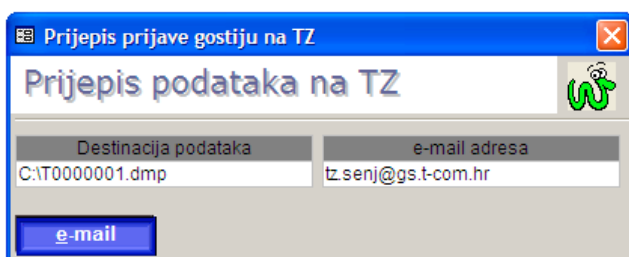 Prijepis prijave gostiju na TZ
Prijepis podataka na TZ
Destinacija podataka e-mail adresa
C:\T0000001.dmp tz.senj@gs.t-com.hr
e-mail